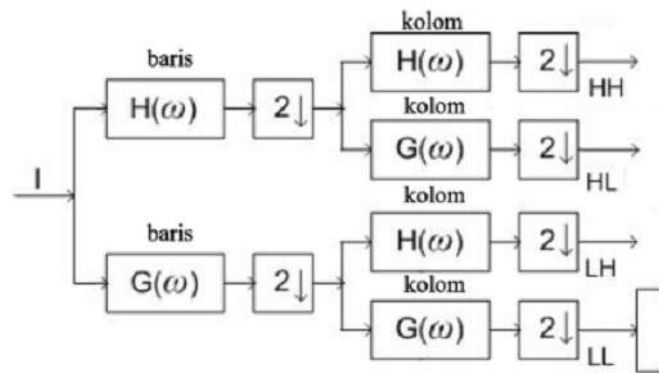 kolom
baris
H(ω) 2↓
HH
H(ω) 2↓
kolom
G(ω) 2↓
HL
I
kolom
baris
H(ω) 2↓
LH
G(ω) 2↓
kolom
G(ω) 2↓
LL